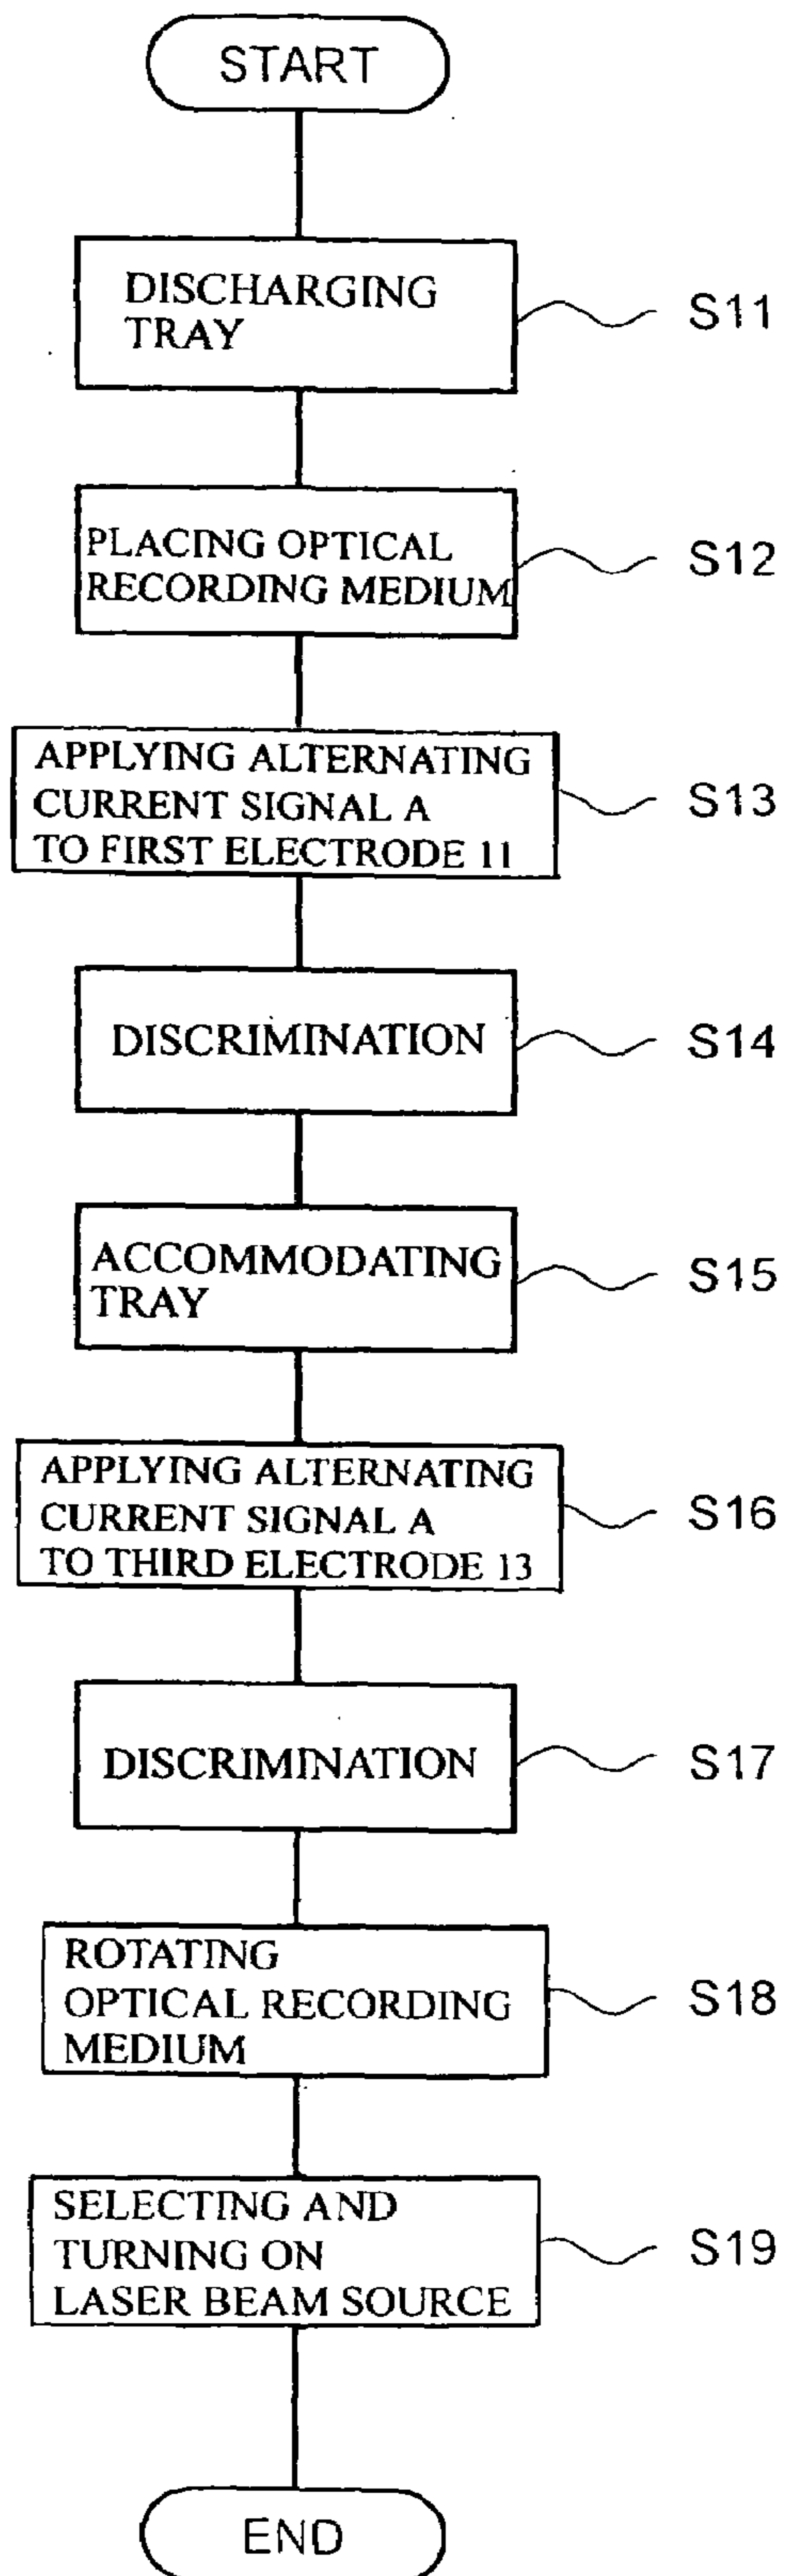 START
DISCHARGING
TRAY
S11
PLACING OPTICAL
RECORDING MEDIUM
S12
APPLYING ALTERNATING
CURRENT SIGNAL A
TO FIRST ELECTRODE 11
S13
DISCRIMINATION
S14
ACCOMMODATING
TRAY
S15
APPLYING ALTERNATING
CURRENT SIGNAL A
TO THIRD ELECTRODE 13
S16
DISCRIMINATION
S17
ROTATING
OPTICAL RECORDING
MEDIUM
S18
SELECTING AND
TURNING ON
LASER BEAM SOURCE
S19
END